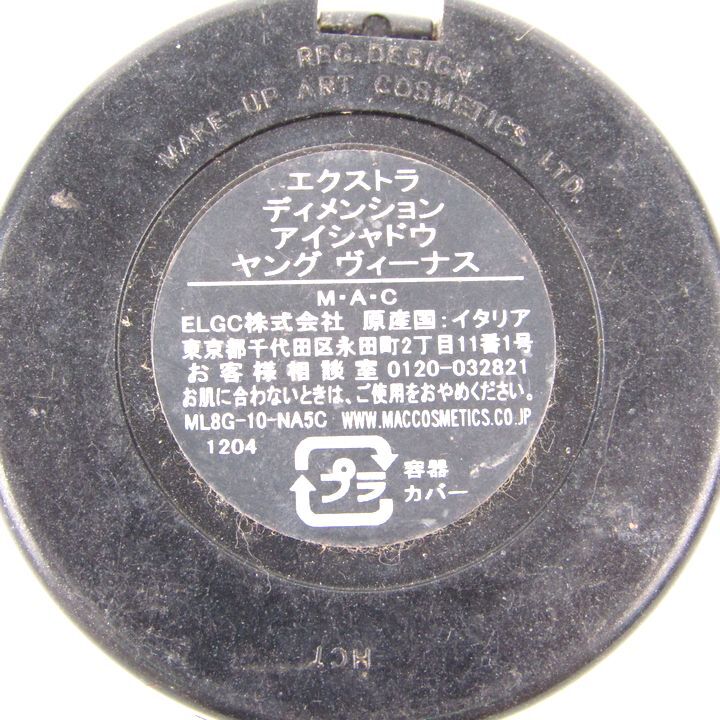 REG.DESIGN
MAKE-UP ART COSMETICS LTD.
エクストラ
ディメンション
アイシャドウ
ヤング ヴィーナス
M・A・C
ELGC株式会社 原産国:イタリア
東京都千代田区永田町2丁目11番1号
お客様相談室 0120-032821
お肌に合わないときは、ご使用をおやめください。
ML8G-10-NA5C WWW.MACCOSMETICS.CO.JP
1204
プラ
容器
カバー
HC1